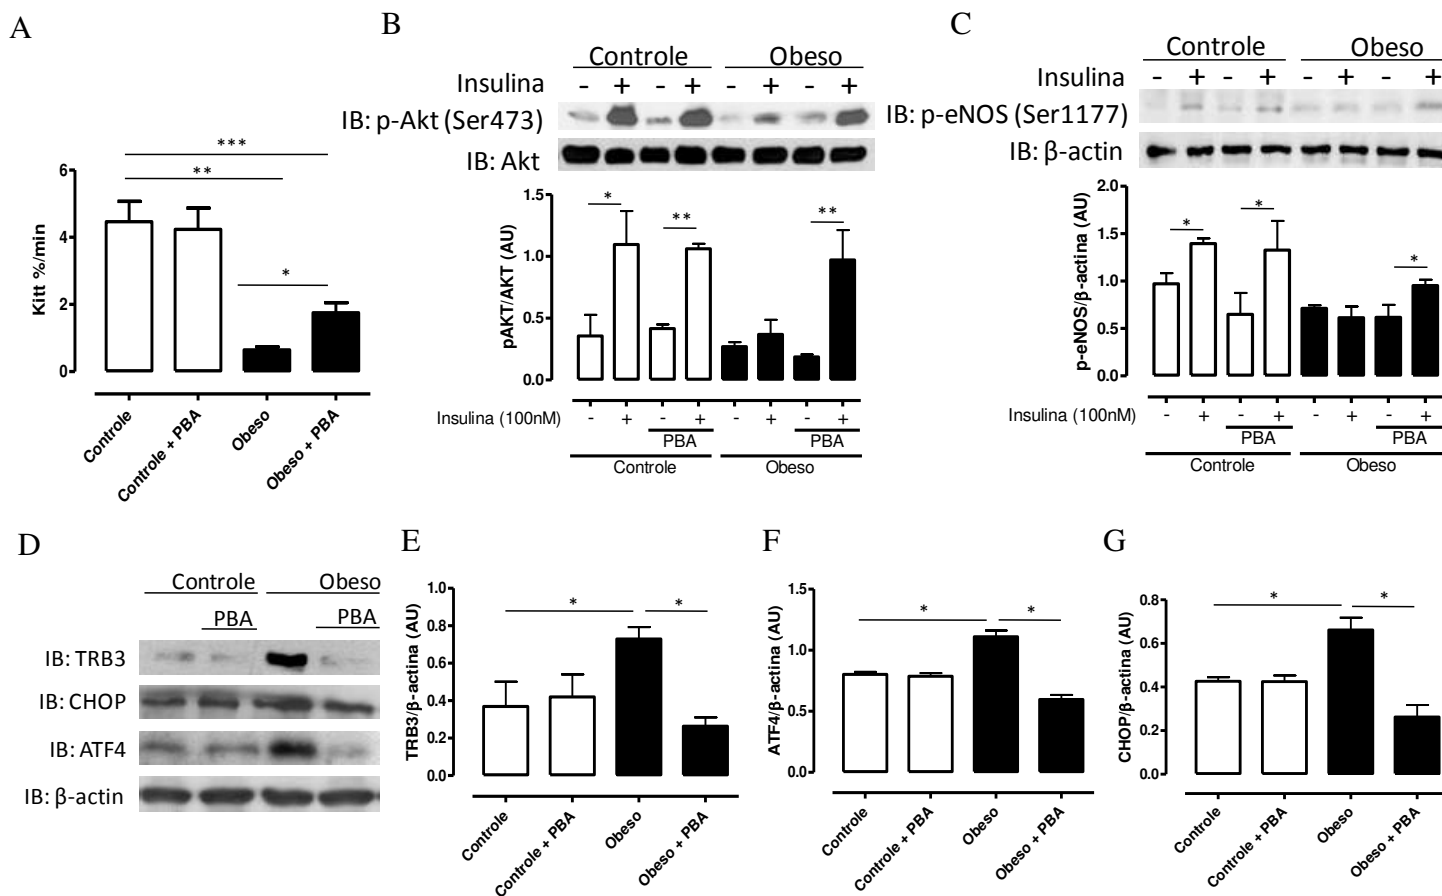 A
***
**
*
Kitt %/min
6
4
2
0
Controle
Controle + PBA
Obeso
Obeso + PBA
B
Controle Obeso
Insulina - + - + - + - +
IB: p-Akt (Ser473)
IB: Akt
pAKT/AKT (AU)
1.5
1.0
0.5
0.0
* ** **
Insulina (100nM) - + - + - + - +
PBA PBA
Controle Obeso
C
Controle Obeso
Insulina - + - + - + - +
IB: p-eNOS (Ser1177)
IB: β-actin
p-eNOS/β-actina (AU)
2.0
1.5
1.0
0.5
0.0
* * *
Insulina (100nM) - + - + - + - +
PBA PBA
Controle Obeso
D
Controle Obeso
PBA PBA
IB: TRB3
IB: CHOP
IB: ATF4
IB: β-actin
E
TRB3/β-actina (AU)
1.0
0.8
0.6
0.4
0.2
0.0
* *
Controle
Controle + PBA
Obeso
Obeso + PBA
F
ATF4/β-actina (AU)
1.5
1.0
0.5
0.0
* *
Controle
Controle + PBA
Obeso
Obeso + PBA
G
CHOP/β-actina (AU)
0.8
0.6
0.4
0.2
0.0
* *
Controle
Controle + PBA
Obeso
Obeso + PBA